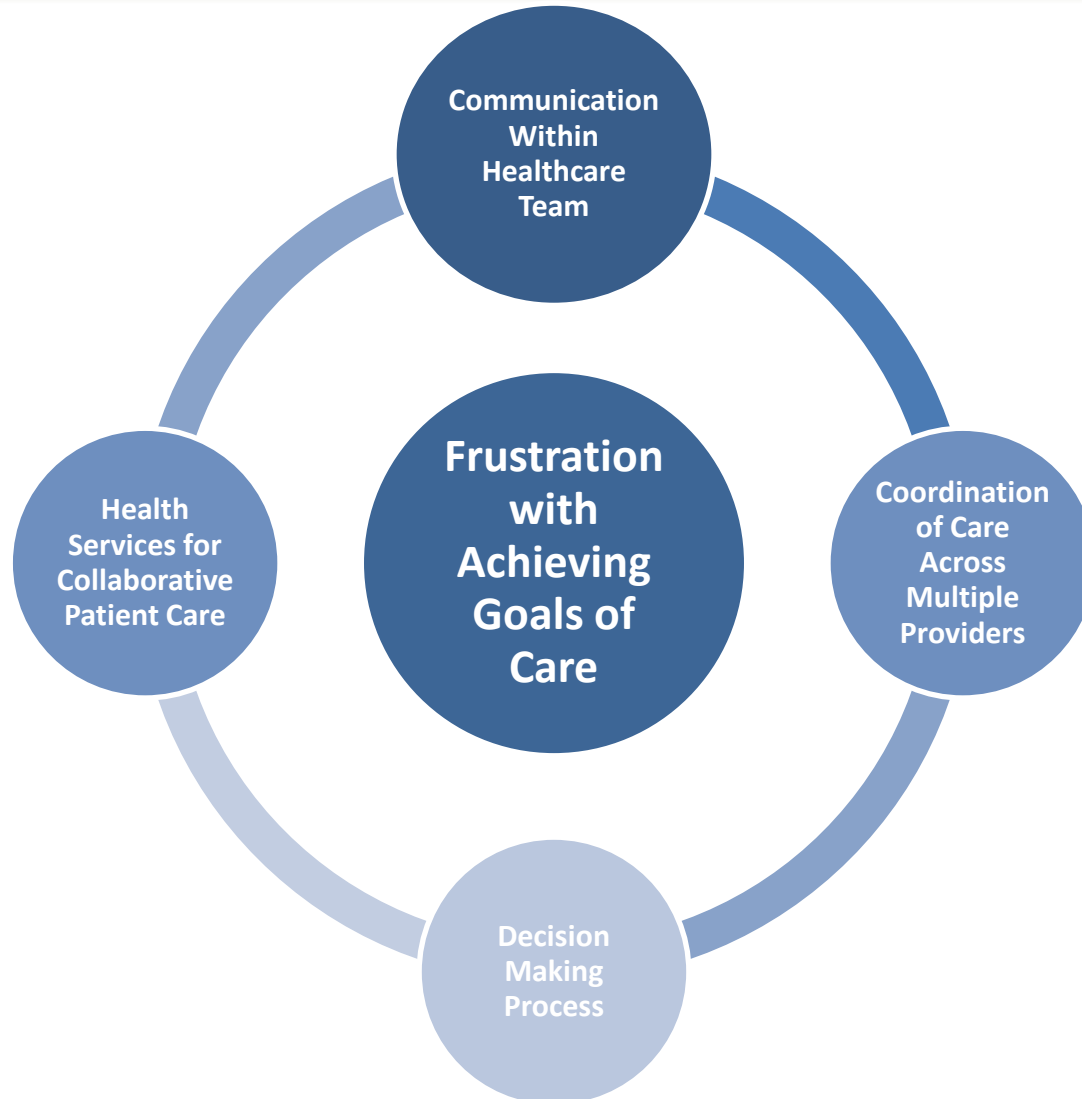 Communication
Within
Healthcare
Team
Frustration
with
Achieving
Goals of
Care
Health
Services for
Collaborative
Patient Care
Coordination
of Care
Across
Multiple
Providers
Decision
Making
Process